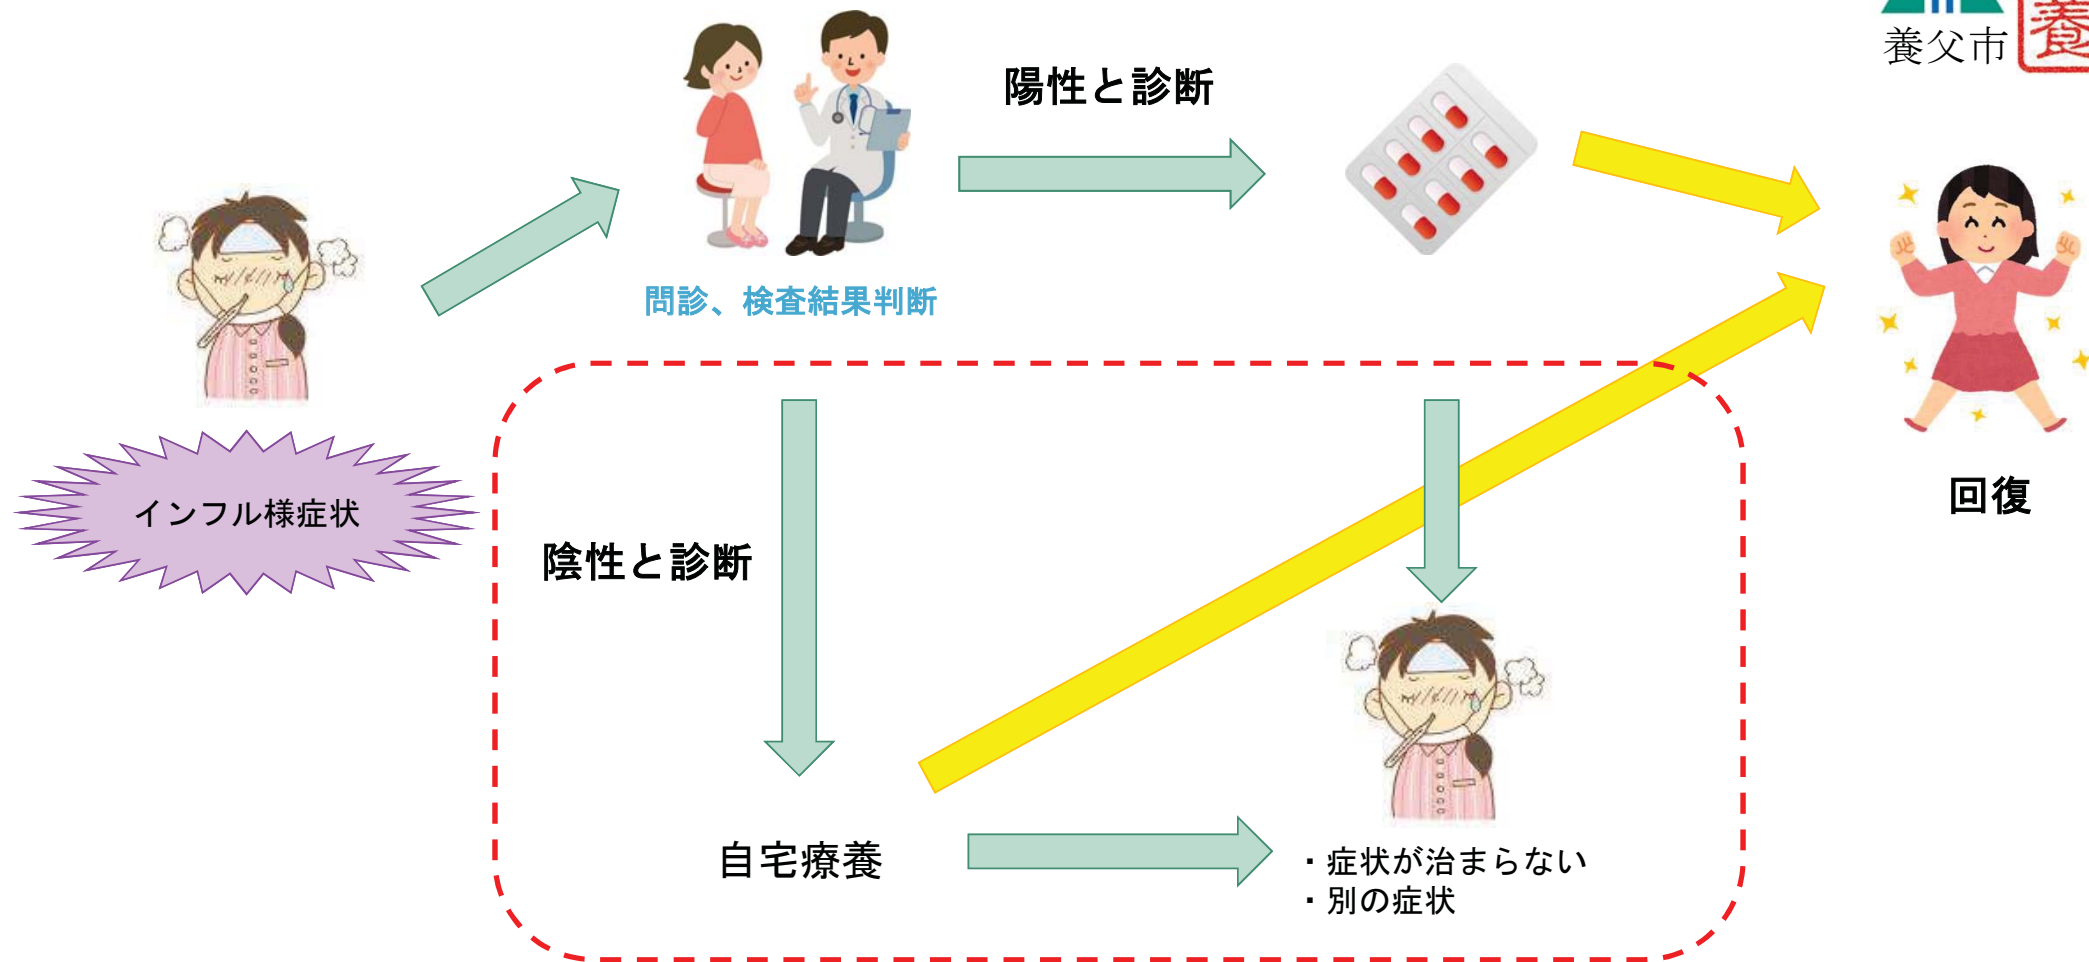 養父市
養
陽性と診断
問診、検査結果判断
インフル様症状
陰性と診断
回復
自宅療養
・症状が治まらない
・別の症状